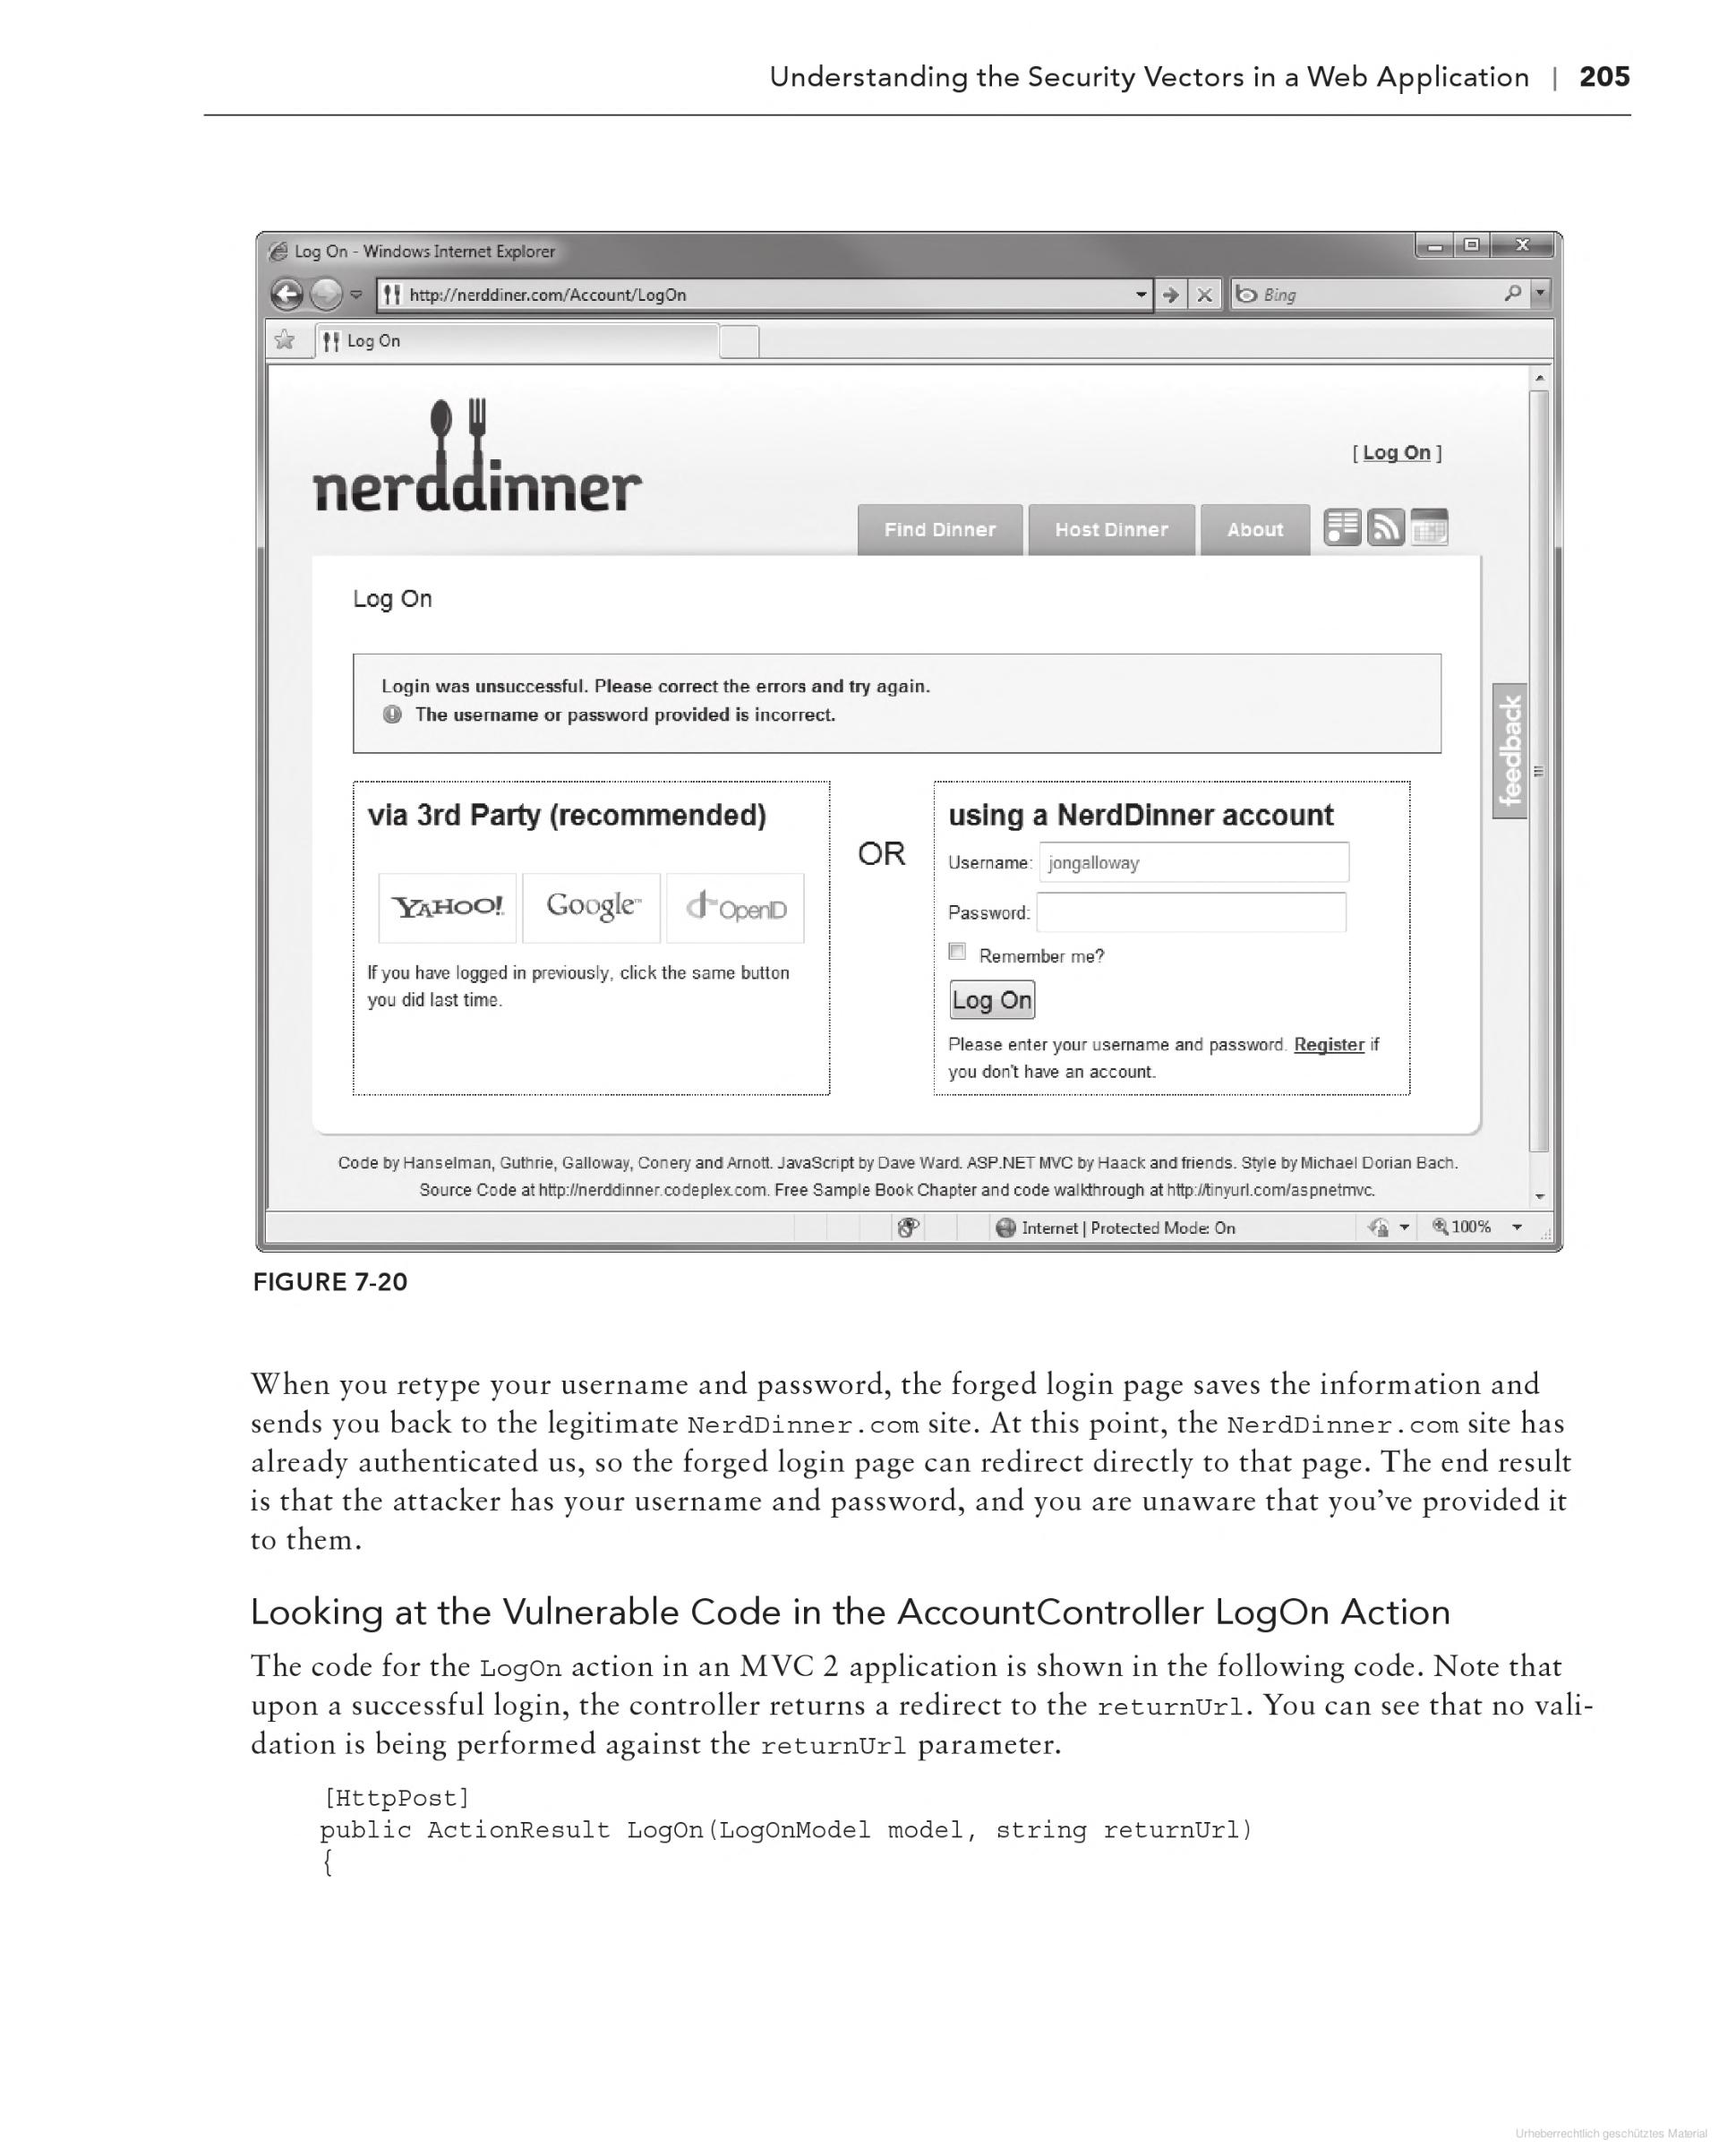 Understanding the Security Vectors in a Web Application | 205
Log On - Windows Internet Explorer
http://nerddiner.com/Account/LogOn
Bing
Log On
nerddinner
[ Log On ]
Find Dinner
Host Dinner
About
Log On
Login was unsuccessful. Please correct the errors and try again.
The username or password provided is incorrect.
feedback
via 3rd Party (recommended)
YAHOO!
Google™
OpenID
If you have logged in previously, click the same button
you did last time.
OR
using a NerdDinner account
Username: jongalloway
Password:
Remember me?
Log On
Please enter your username and password. Register if
you don't have an account.
Code by Hanselman, Guthrie, Galloway, Conery and Arnott. JavaScript by Dave Ward. ASP.NET MVC by Haack and friends. Style by Michael Dorian Bach.
Source Code at http://nerddinner.codeplex.com. Free Sample Book Chapter and code walkthrough at http://tinyurl.com/aspnetmvc.
Internet | Protected Mode: On
100%
FIGURE 7-20
When you retype your username and password, the forged login page saves the information and
sends you back to the legitimate NerdDinner.com site. At this point, the NerdDinner.com site has
already authenticated us, so the forged login page can redirect directly to that page. The end result
is that the attacker has your username and password, and you are unaware that you’ve provided it
to them.
Looking at the Vulnerable Code in the AccountController LogOn Action
The code for the LogOn action in an MVC 2 application is shown in the following code. Note that
upon a successful login, the controller returns a redirect to the returnUrl. You can see that no vali-
dation is being performed against the returnUrl parameter.
[HttpPost]
public ActionResult LogOn(LogOnModel model, string returnUrl)
{
Urheberrechtlich geschütztes Material